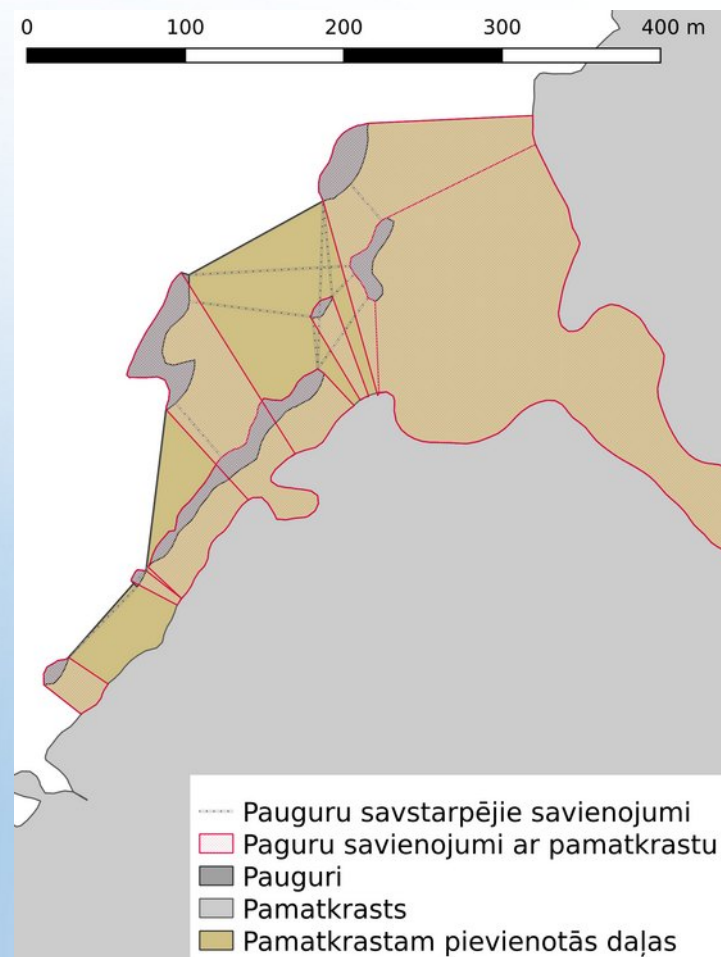 0 100 200 300 400 m
Pauguru savstarpējie savienojumi
Paguru savienojumi ar pamatkrastu
Pauguri
Pamatkrasts
Pamatkrastam pievienotās daļas